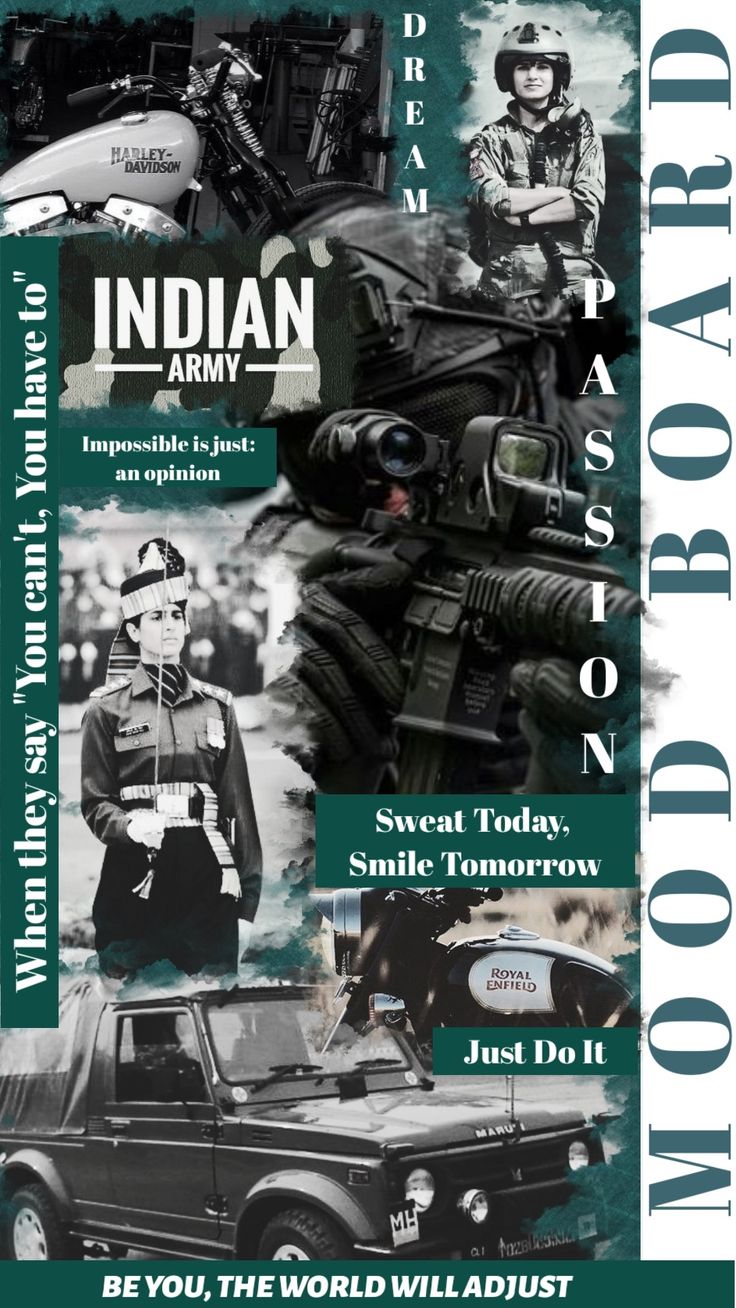 DREAM
HARLEY-
DAVIDSON
INDIAN
ARMY
PASSION
MOOD BOARD
When they say "You can't, You have to"
Impossible is just:
an opinion
Sweat Today,
Smile Tomorrow
ROYAL
ENFIELD
Just Do It
MARUTI
MH
BE YOU, THE WORLD WILL ADJUST